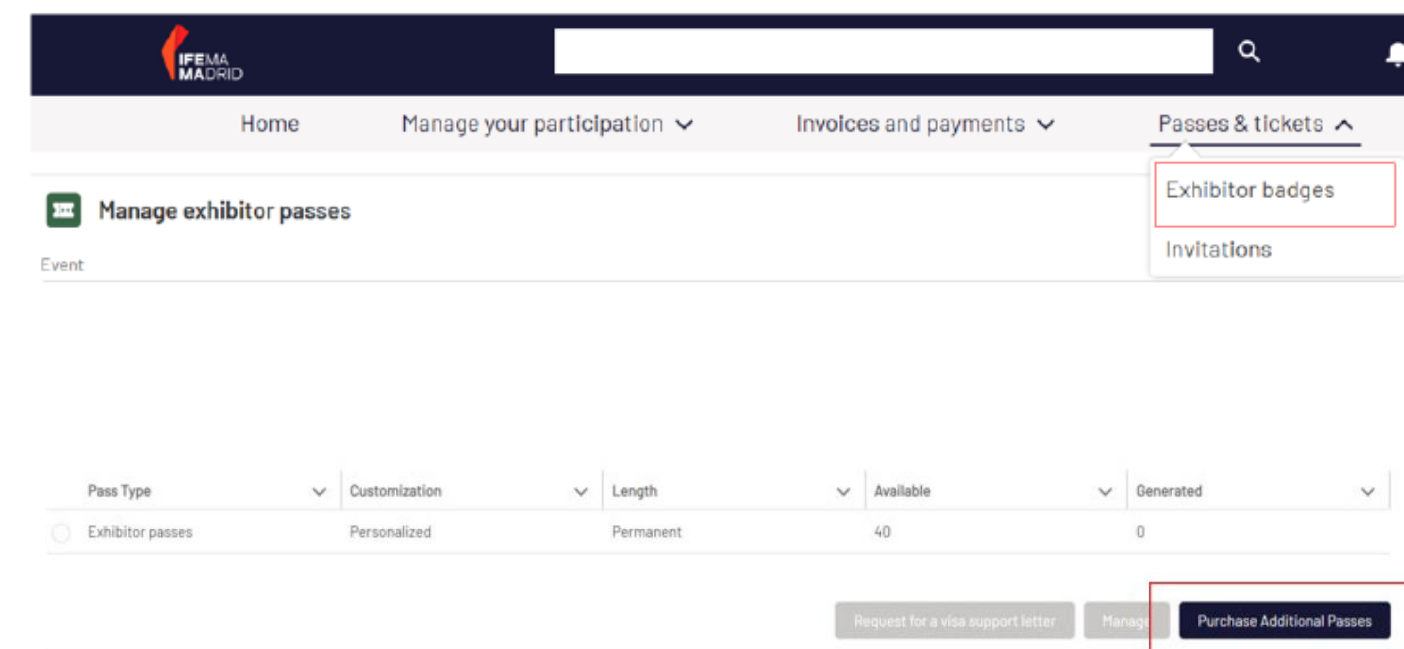 IFEMA
MADRID
Home Manage your participation Invoices and payments Passes & tickets
Exhibitor badges
Invitations
Manage exhibitor passes
Event
Pass Type Customization Length Available Generated
Exhibitor passes Personalized Permanent 40 0
Request for a visa support letter Manage Purchase Additional Passes